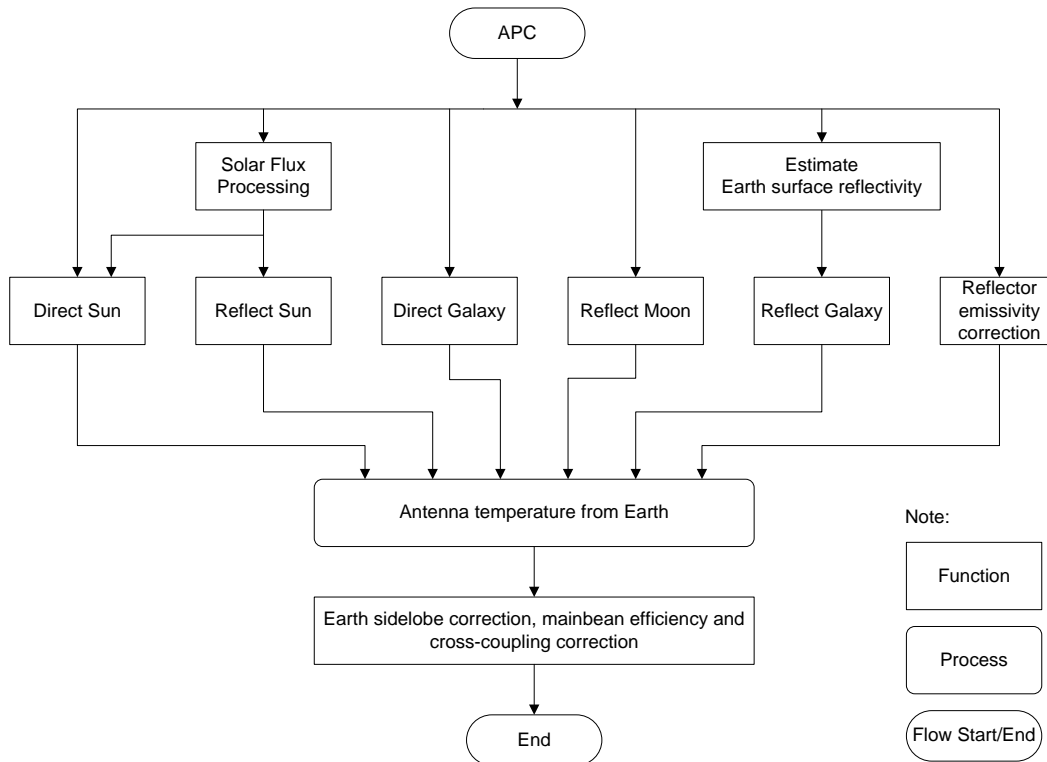 APC
Solar Flux
Processing
Estimate
Earth surface reflectivity
Direct Sun
Reflect Sun
Direct Galaxy
Reflect Moon
Reflect Galaxy
Reflector
emissivity
correction
Antenna temperature from Earth
Earth sidelobe correction, mainbean efficiency and
cross-coupling correction
End
Note:
Function
Process
Flow Start/End